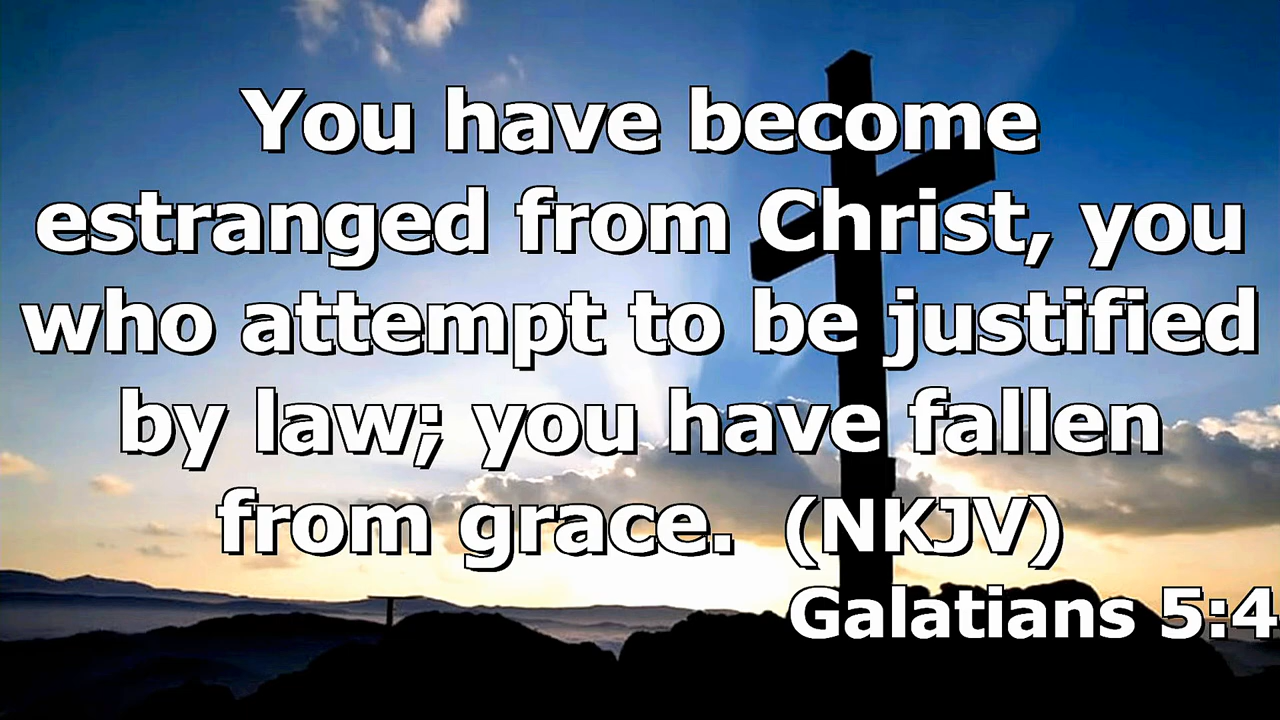 You have become
estranged from Christ, you
who attempt to be justified
by law; you have fallen
from grace. (NKJV)
Galatians 5:4